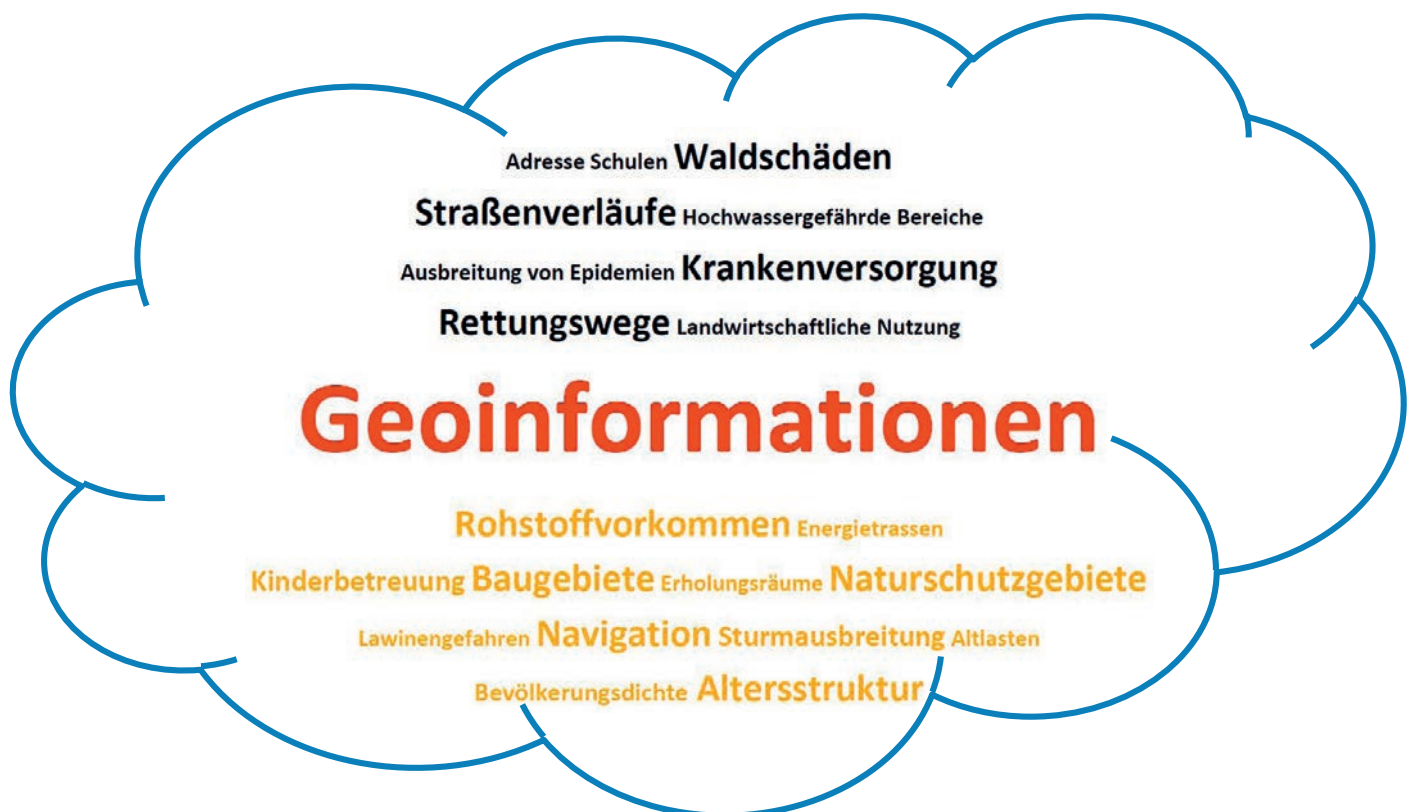 Adresse Schulen Waldschäden
Straßenverläufe Hochwassergefährde Bereiche
Ausbreitung von Epidemien Krankenversorgung
Rettungswege Landwirtschaftliche Nutzung
Geoinformationen
Rohstoffvorkommen Energietrassen
Kinderbetreuung Baugebiete Erholungsräume Naturschutzgebiete
Lawinengefahren Navigation Sturmausbreitung Altlasten
Bevölkerungsdichte Altersstruktur